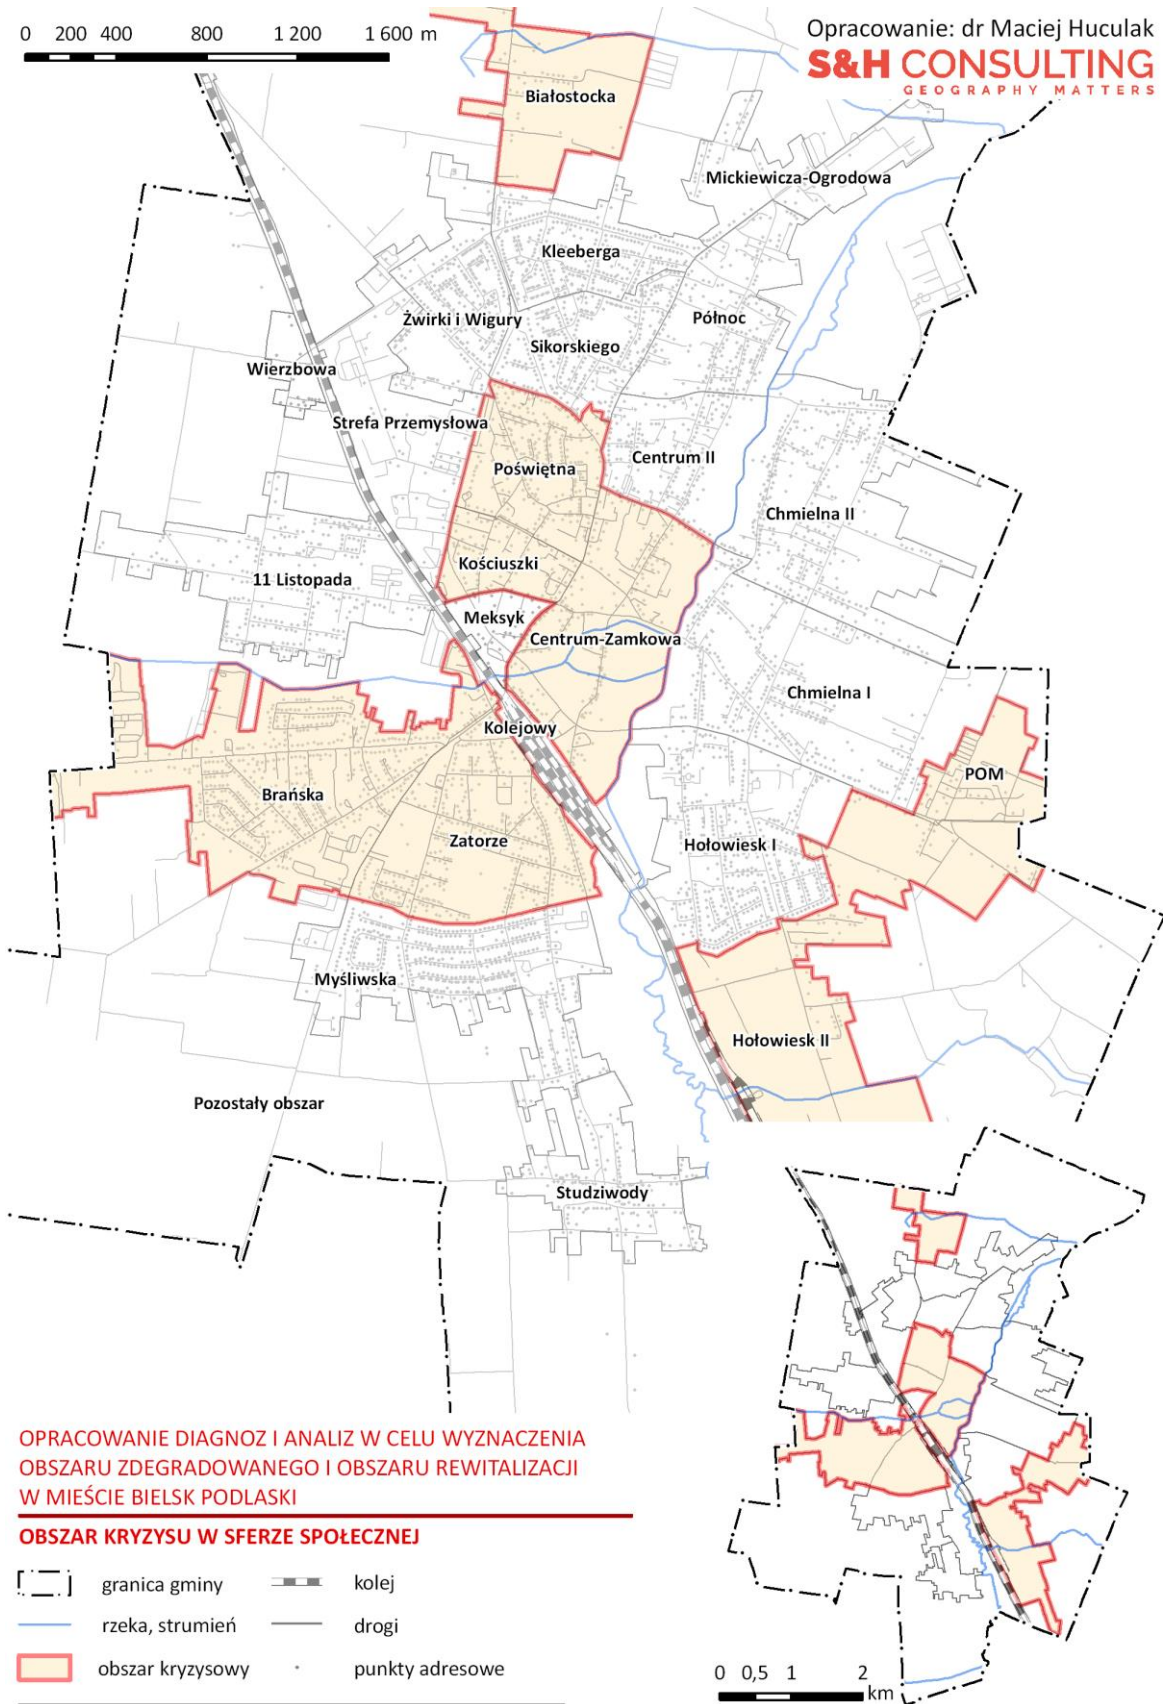 0 200 400 800 1 200 1 600 m
Opracowanie: dr Maciej Huculak
S&H CONSULTING
GEOGRAPHY MATTERS
Białostocka
Mickiewicza-Ogrodowa
Kleeberga
Żwirki i Wigury
Północ
Sikorskiego
Wierzbowa
Strefa Przemysłowa
Poświętna
Centrum II
Chmielna II
Kościuszki
11 Listopada
Meksyk
Centrum-Zamkowa
Chmielna I
Kolejowy
POM
Brańska
Zatorze
Hołowiesk I
Myśliwska
Hołowiesk II
Pozostały obszar
Studziwody
OPRACOWANIE DIAGNOZ I ANALIZ W CELU WYZNACZENIA
OBSZARU ZDEGRADOWANEGO I OBSZARU REWITALIZACJI
W MIEŚCIE BIELSK PODLASKI
OBSZAR KRYZYSU W SFERZE SPOŁECZNEJ
granica gminy kolej
rzeka, strumień drogi
obszar kryzysowy punkty adresowe
0 0,5 1 2
km